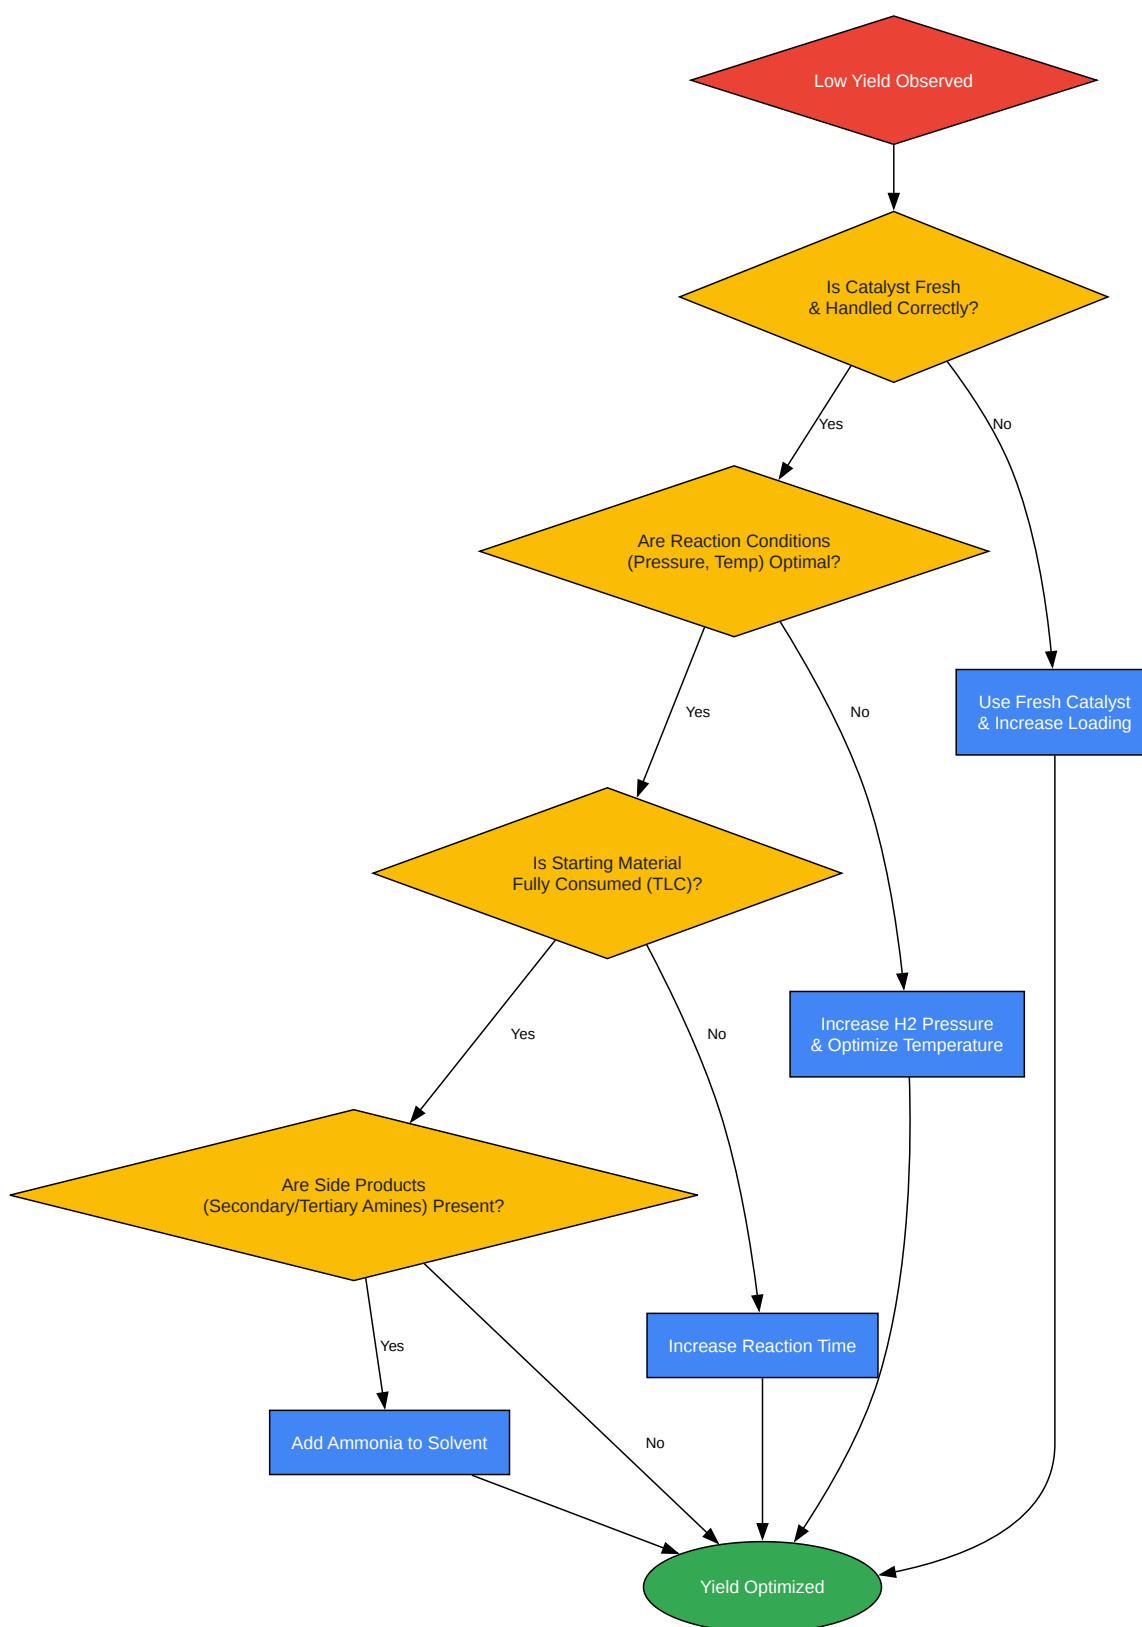 Low Yield Observed
Is Catalyst Fresh
& Handled Correctly?
Yes
No
Are Reaction Conditions
(Pressure, Temp) Optimal?
Use Fresh Catalyst
& Increase Loading
Yes
No
Is Starting Material
Fully Consumed (TLC)?
Increase H2 Pressure
& Optimize Temperature
Yes
No
Are Side Products
(Secondary/Tertiary Amines) Present?
Yes
Increase Reaction Time
Add Ammonia to Solvent
No
Yield Optimized